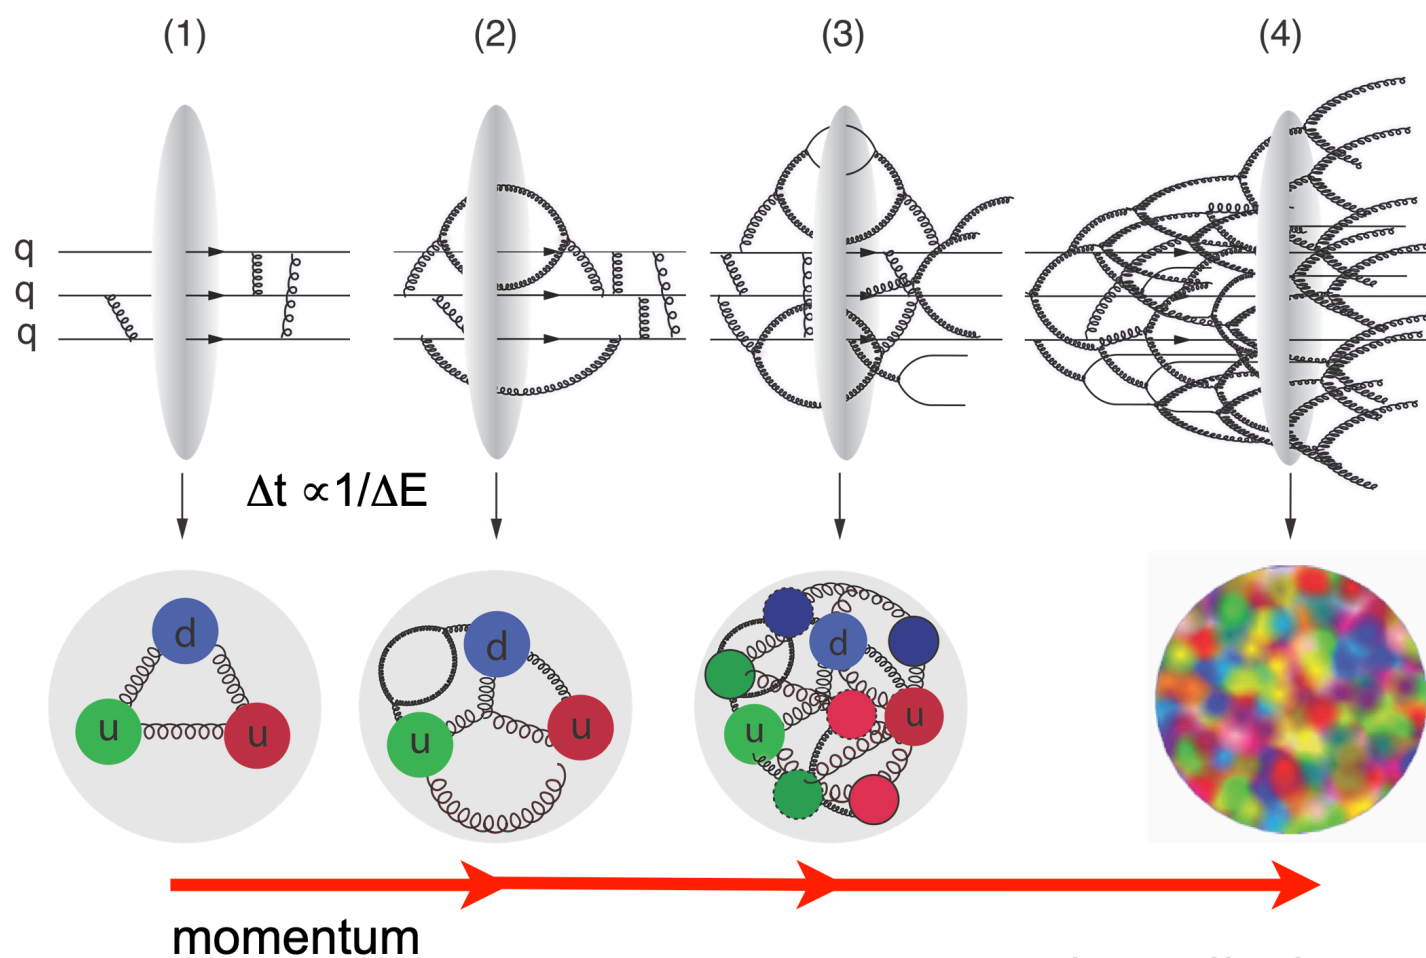 (1) (2) (3) (4)
q
q
q
Δt ∝1/ΔE
d d d
u u u u u u
momentum